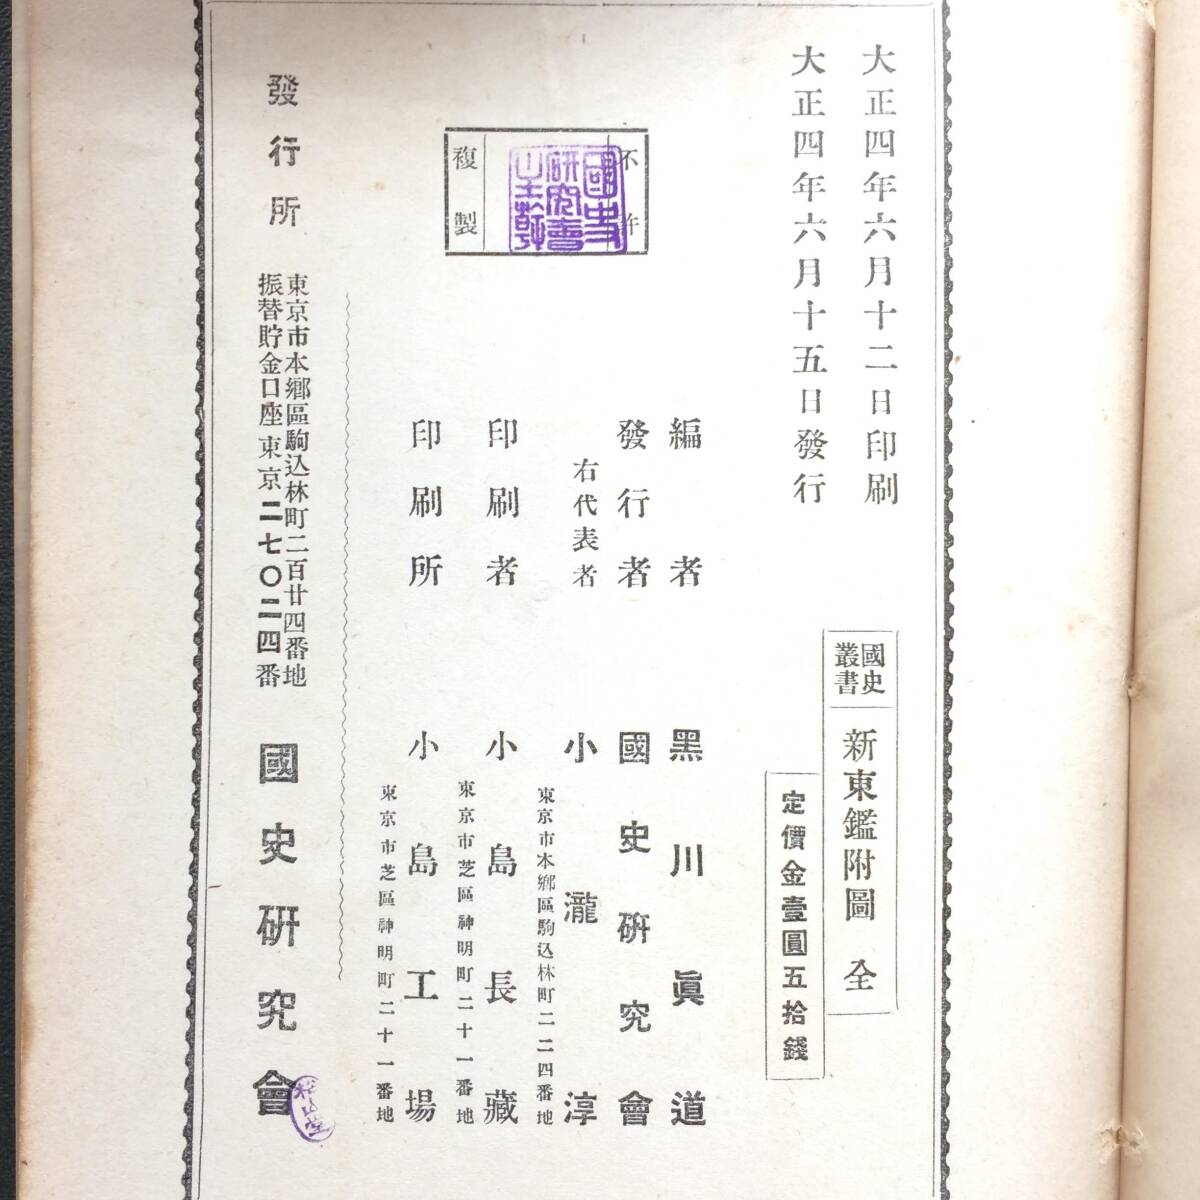 大正四年六月十二日印刷
大正四年六月十五日發行
國史
叢書
新東鑑附圖 全
定價金壹圓五拾錢
不許
複製
國史
研究會
編者 黑川眞道
發行者 國史硏究會
右代表者 小瀧淳
東京市本鄕區駒込林町二二四番地
印刷者 小島長藏
東京市芝區神明町二十一番地
印刷所 小島工場
東京市芝區神明町二十一番地
發行所
東京市本鄕區駒込林町二百廿四番地
振替貯金口座東京二七〇二四番
國史硏究會